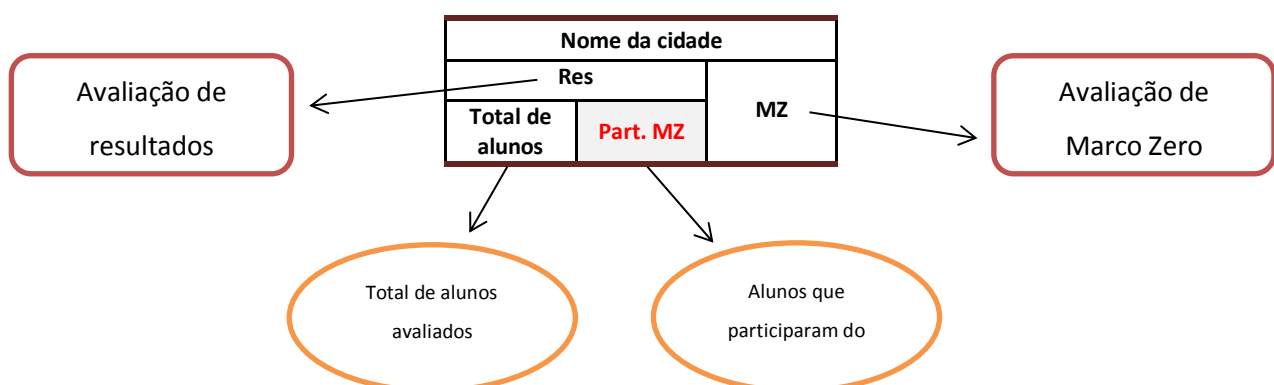 Nome da cidade
Res
MZ
Total de
alunos
Part. MZ
Avaliação de
resultados
Avaliação de
Marco Zero
Total de alunos
avaliados
Alunos que
participaram do